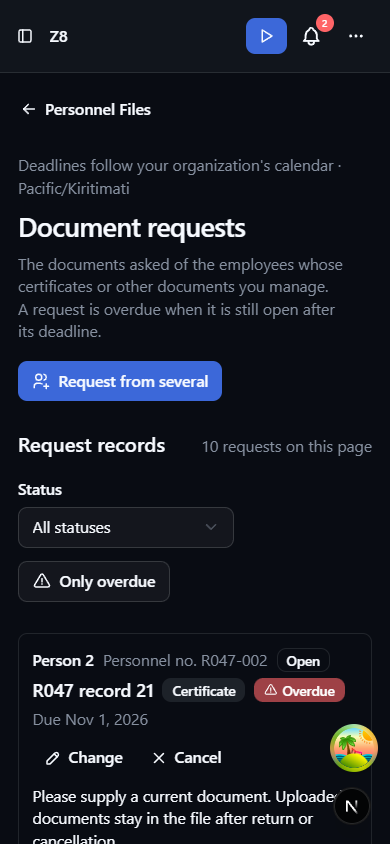 Z8
2
Personnel Files
Deadlines follow your organization's calendar ·
Pacific/Kiritimati
Document requests
The documents asked of the employees whose
certificates or other documents you manage.
A request is overdue when it is still open after
its deadline.
Request from several
Request records 10 requests on this page
Status
All statuses
Only overdue
Person 2 Personnel no. R047-002 Open
R047 record 21 Certificate Overdue
Due Nov 1, 2026
Change Cancel
Please supply a current document. Uploaded
documents stay in the file after return or
cancellation
N